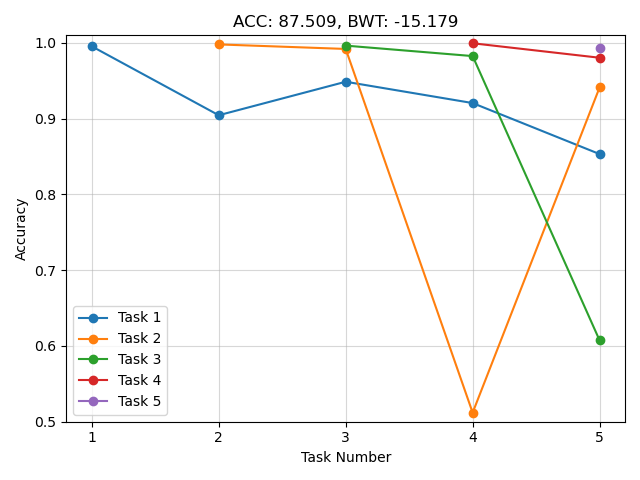 ACC: 87.509, BWT: -15.179
1.0
0.9
0.8
0.7
0.6
0.5
Accuracy
Task 1
Task 2
Task 3
Task 4
Task 5
1 2 3 4 5
Task Number